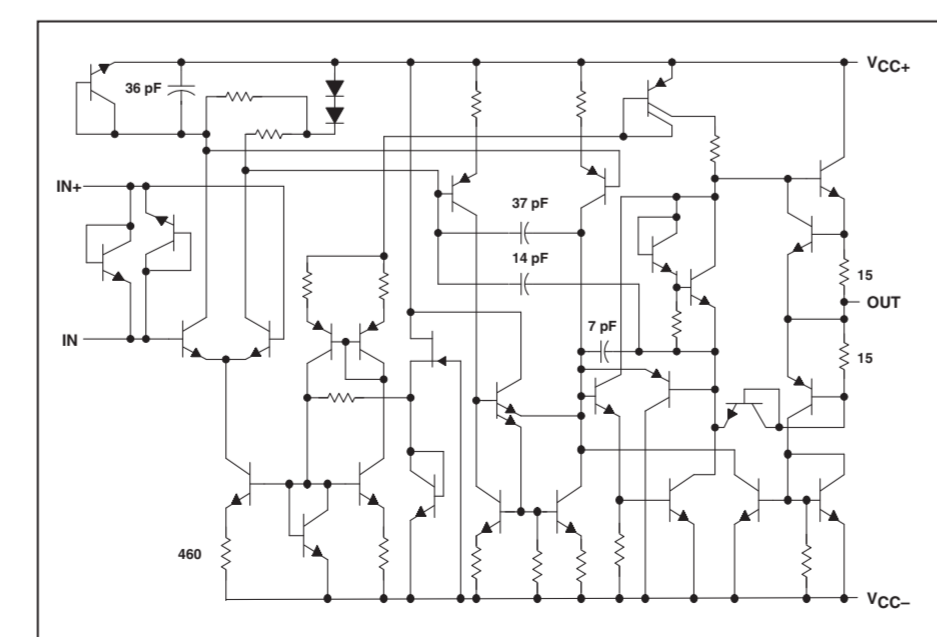 VCC+
36 pF
IN+
37 pF
14 pF
15
OUT
IN
7 pF
15
460
VCC–